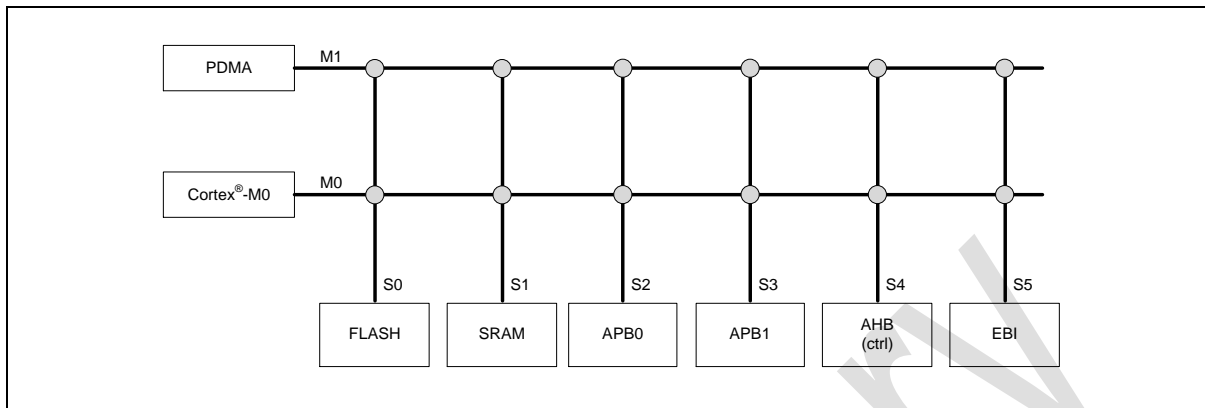 PDMA
M1
Cortex®-M0
M0
S0
S1
S2
S3
S4
S5
FLASH
SRAM
APB0
APB1
AHB
(ctrl)
EBI